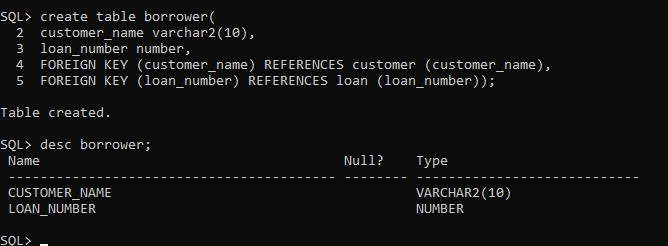 SQL> create table borrower(
  2  customer_name varchar2(10),
  3  loan_number number,
  4  FOREIGN KEY (customer_name) REFERENCES customer (customer_name),
  5  FOREIGN KEY (loan_number) REFERENCES loan (loan_number));
Table created.
SQL> desc borrower;
 Name                                      Null?    Type
 ----------------------------------------- -------- ----------------------------
 CUSTOMER_NAME                                      VARCHAR2(10)
 LOAN_NUMBER                                        NUMBER
SQL> _